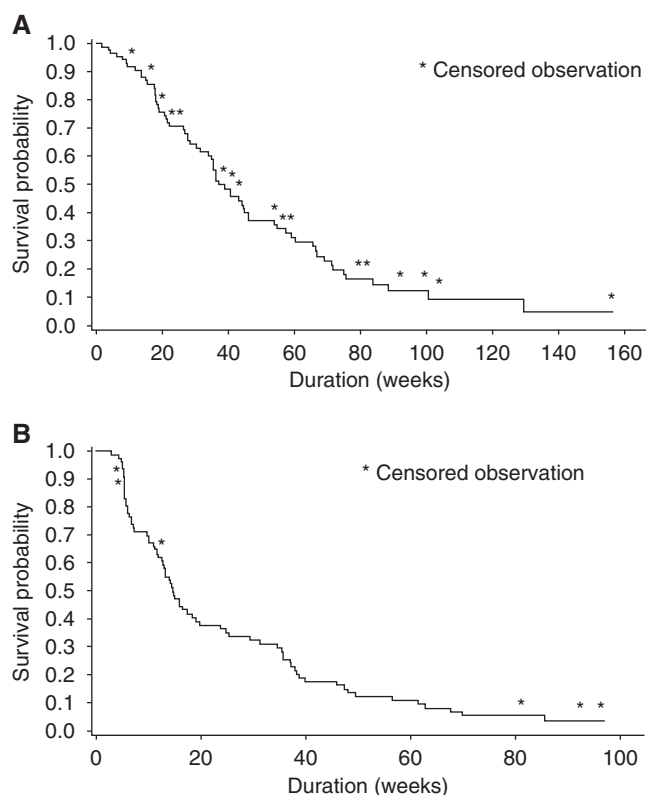 A
1.0
0.9
0.8
0.7
0.6
0.5
0.4
0.3
0.2
0.1
0.0
Survival probability
* Censored observation
0 20 40 60 80 100 120 140 160
Duration (weeks)
B
1.0
0.9
0.8
0.7
0.6
0.5
0.4
0.3
0.2
0.1
0.0
Survival probability
* Censored observation
0 20 40 60 80 100
Duration (weeks)